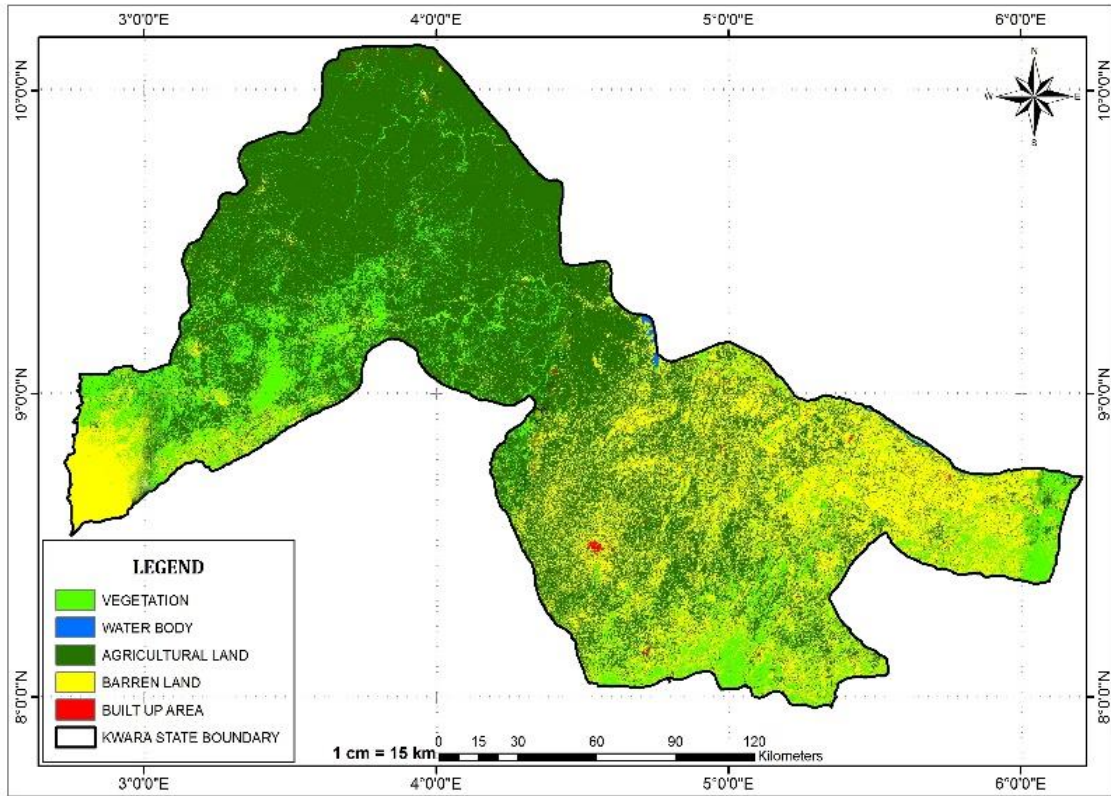 3°0'0"E 4°0'0"E 5°0'0"E 6°0'0"E
10°0'0"N 10°0'0"N
N
W E
S
9°0'0"N 9°0'0"N
LEGEND
VEGETATION
WATER BODY
AGRICULTURAL LAND
BARREN LAND
BUILT UP AREA
KWARA STATE BOUNDARY
8°0'0"N 8°0'0"N
0 15 30 60 90 120
1 cm = 15 km Kilometers
3°0'0"E 4°0'0"E 5°0'0"E 6°0'0"E